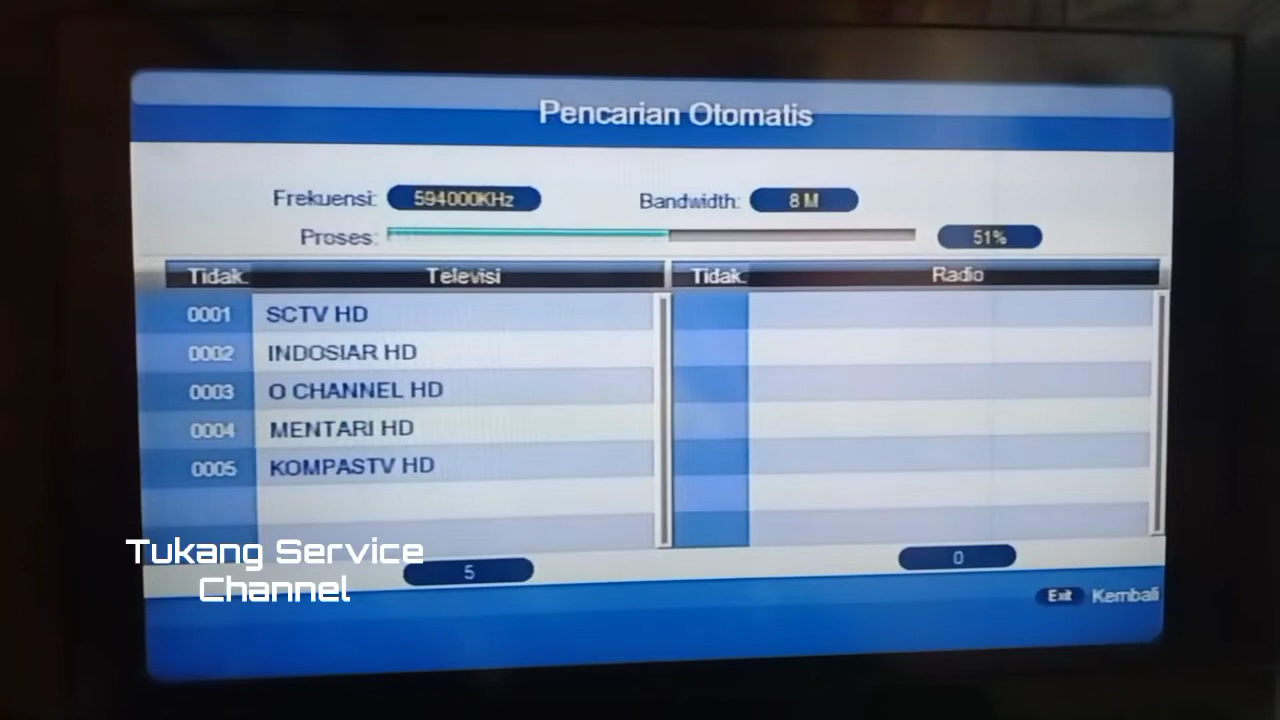 Pencarian Otomatis
Frekuensi: 594000KHz Bandwidth: 8 M
Proses: 51%
Tidak. Televisi Tidak. Radio
0001 SCTV HD
0002 INDOSIAR HD
0003 O CHANNEL HD
0004 MENTARI HD
0005 KOMPASTV HD
Tukang Service
Channel
5 0
Exit Kembali